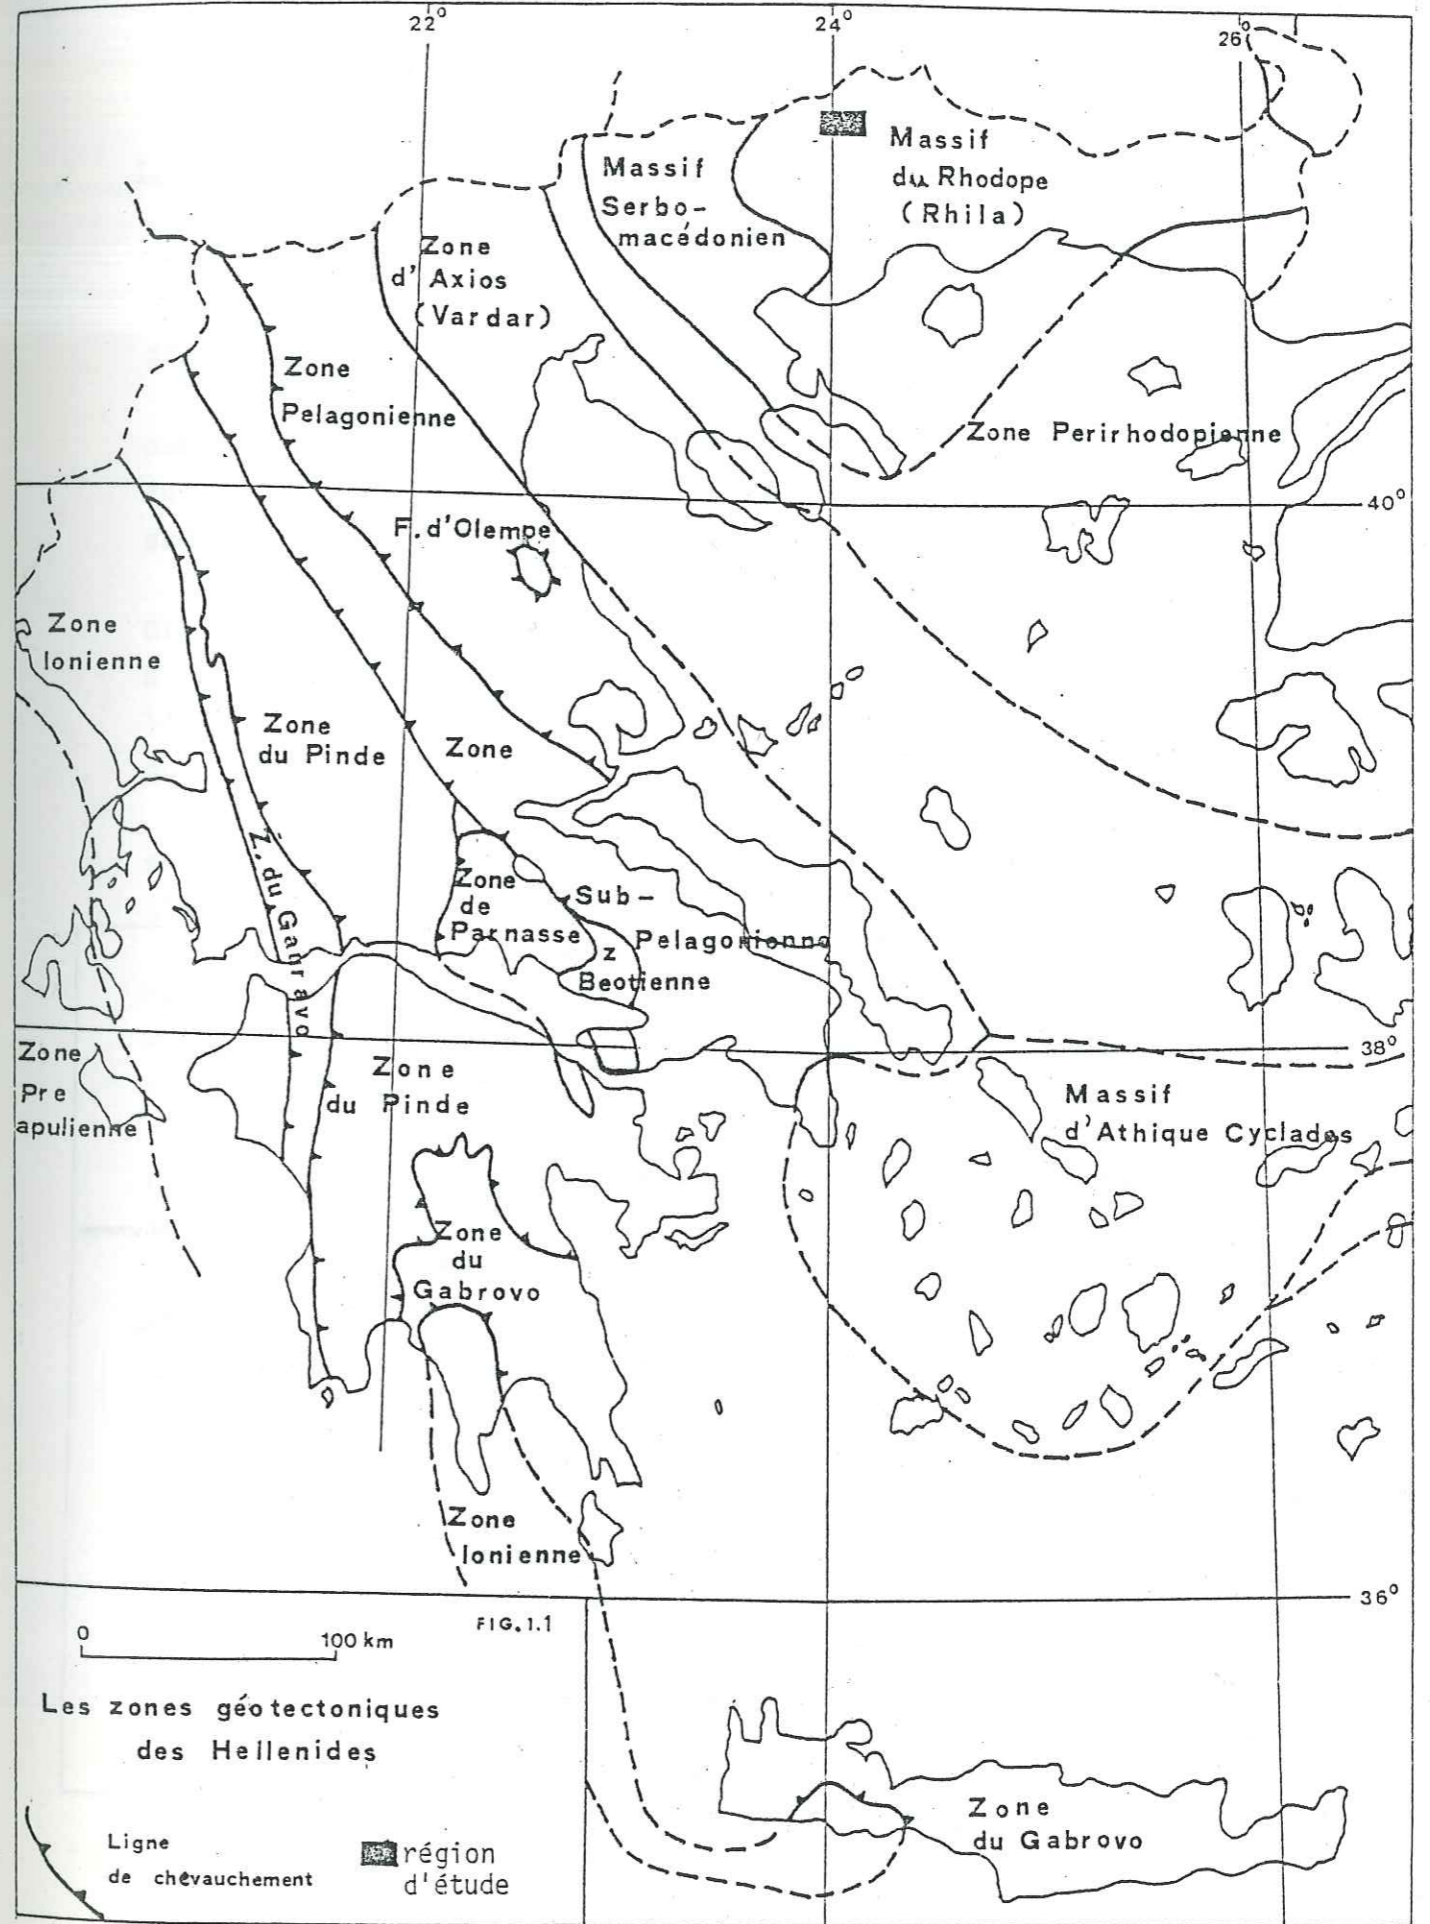 22°
24°
26°
Massif
Serbo-
macédonien
Massif
du Rhodope
(Rhila)
Zone
d'Axios
(Vardar)
Zone
Pelagonienne
Zone Perirhodopienne
40°
F. d'Olempe
Zone
Ionienne
Zone
du Pinde
Zone
Sub-
Pelagonienne
Z. du Gavravo
Zone
de
Parnasse
Z
Beotienne
38°
Zone
Pre
apulienne
Zone
du Pinde
Massif
d'Athique Cyclades
Zone
du
Gabrovo
Zone
Ionienne
36°
FIG.1.1
0
100 km
Les zones géotectoniques
des Hellenides
Ligne
de chevauchement
région
d'étude
Zone
du Gabrovo